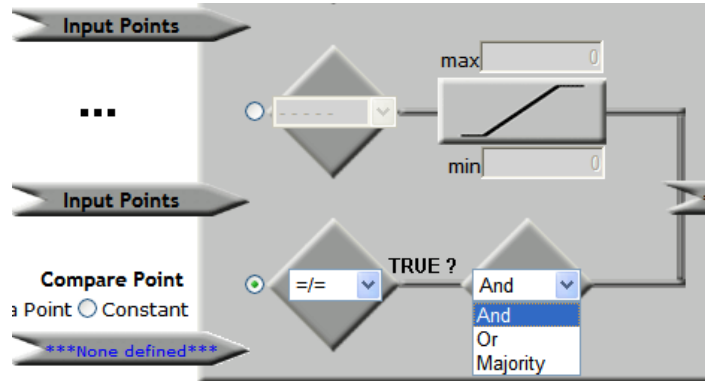 Input Points
max 0
...
- - - - -
min 0
Input Points
TRUE ?
Compare Point
=/=
And
a Point Constant
And
Or
***None defined***
Majority